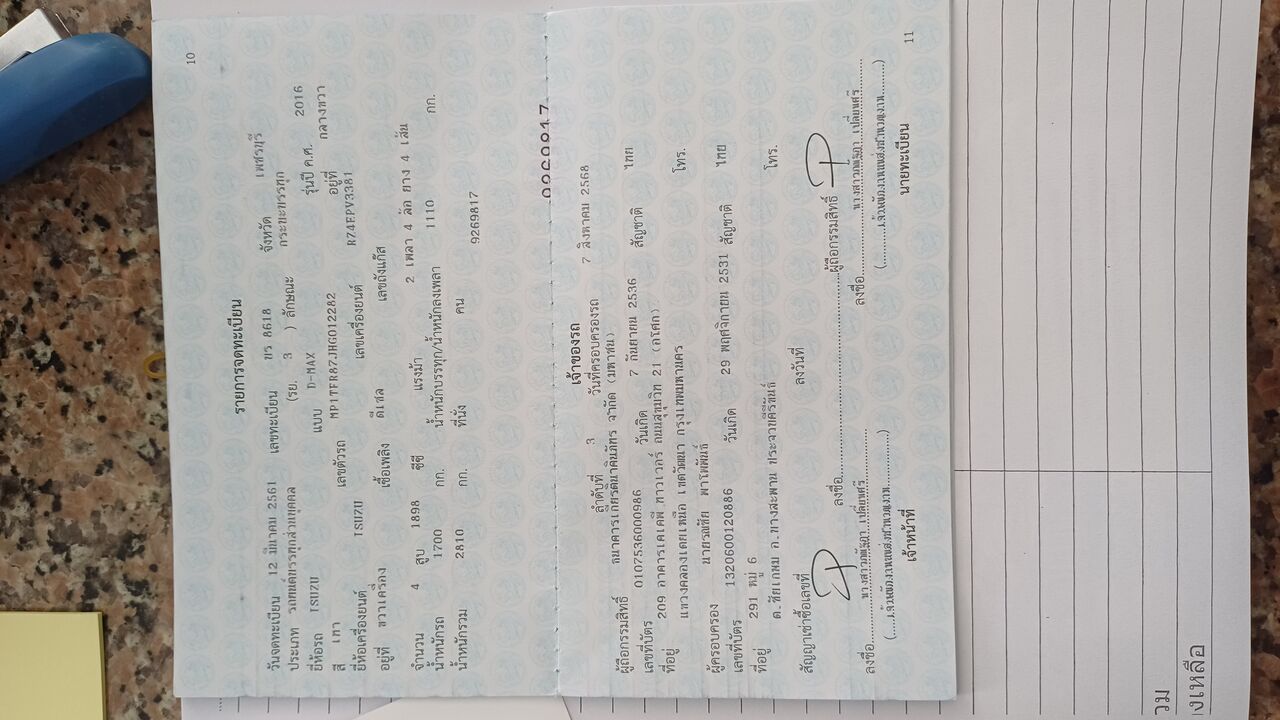 10
รายการจดทะเบียน
วันจดทะเบียน 12 มีนาคม 2561 เลขทะเบียน บร 8618 จังหวัด เพชรบุรี
ประเภท รถยนต์บรรทุกส่วนบุคคล (รย. 3 ) ลักษณะ กระบะบรรทุก
ยี่ห้อรถ ISUZU แบบ D-MAX รุ่นปี ค.ศ. 2016
สี เทา เลขตัวรถ MP1TFR87JHG012282 อยู่ที่ กลางขวา
ยี่ห้อเครื่องยนต์ ISUZU เลขเครื่องยนต์ RZ4EPV3381
อยู่ที่ ขวาเครื่อง เชื้อเพลิง ดีเซล เลขถังแก๊ส
จำนวน 4 สูบ 1898 ซีซี แรงม้า 2 เพลา 4 ล้อ ยาง 4 เส้น
น้ำหนักรถ 1700 กก. น้ำหนักบรรทุก/น้ำหนักลงเพลา 1110 กก.
น้ำหนักรวม 2810 กก. ที่นั่ง คน
9269817
เจ้าของรถ
ลำดับที่ 3 วันที่ครอบครองรถ 7 สิงหาคม 2568
ผู้ถือกรรมสิทธิ์ ธนาคารเกียรตินาคินภัทร จำกัด (มหาชน)
เลขที่บัตร 0107536000986 วันเกิด 7 กันยายน 2536 สัญชาติ ไทย
ที่อยู่ 209 อาคารเคเคพี ทาวเวอร์ ถนนสุขุมวิท 21 (อโศก)
แขวงคลองเตยเหนือ เขตวัฒนา กรุงเทพมหานคร โทร.
ผู้ครอบครอง
เลขที่บัตร 1320600120886 วันเกิด 29 พฤศจิกายน 2531 สัญชาติ ไทย
ที่อยู่ 291 หมู่ 6 โทร.
ต.ชัยเกษม อ.บางสะพาน ประจวบคีรีขันธ์
สัญญาเช่าซื้อเลขที่ ลงวันที่
ลงชื่อ ผู้ถือกรรมสิทธิ์
ลงชื่อ ลงชื่อ
เจ้าหน้าที่ นายทะเบียน
11